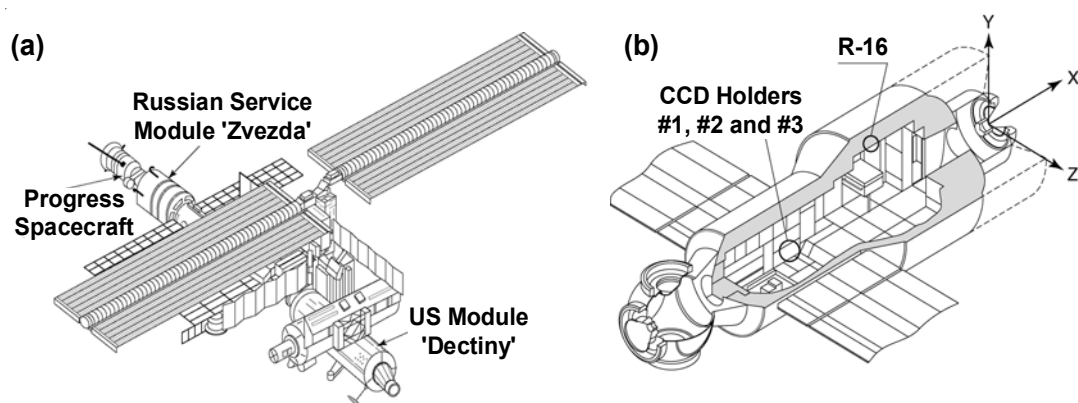 (a)
Russian Service
Module 'Zvezda'
Progress
Spacecraft
US Module
'Dectiny'
(b)
R-16
CCD Holders
#1, #2 and #3
Y
X
Z